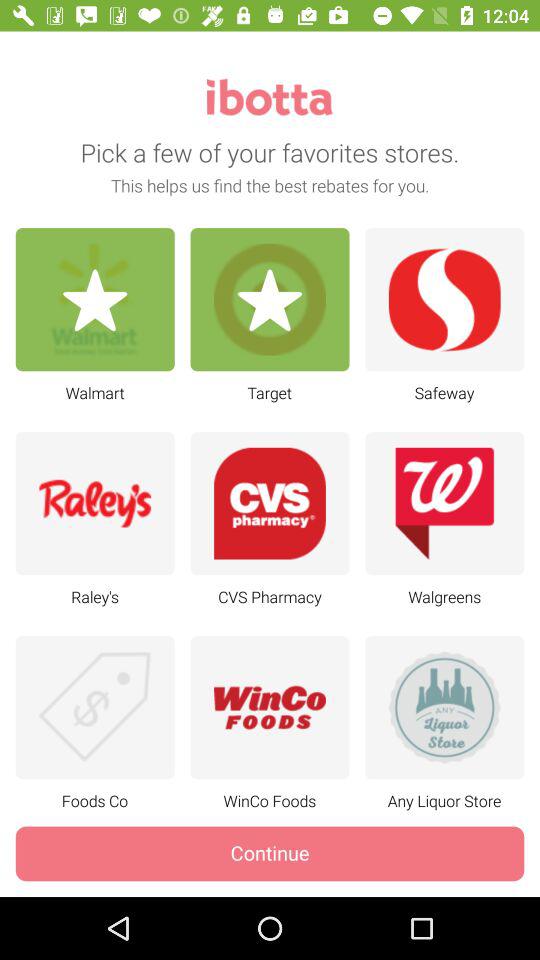 FAKE
12:04
ibotta
Pick a few of your favorites stores.
This helps us find the best rebates for you.
Walmart
Walmart
Target
Safeway
Raley's
CVS
pharmacy
W
Raley's
CVS Pharmacy
Walgreens
$
WinCo
FOODS
ANY
Liquor
Store
Foods Co
WinCo Foods
Any Liquor Store
Continue